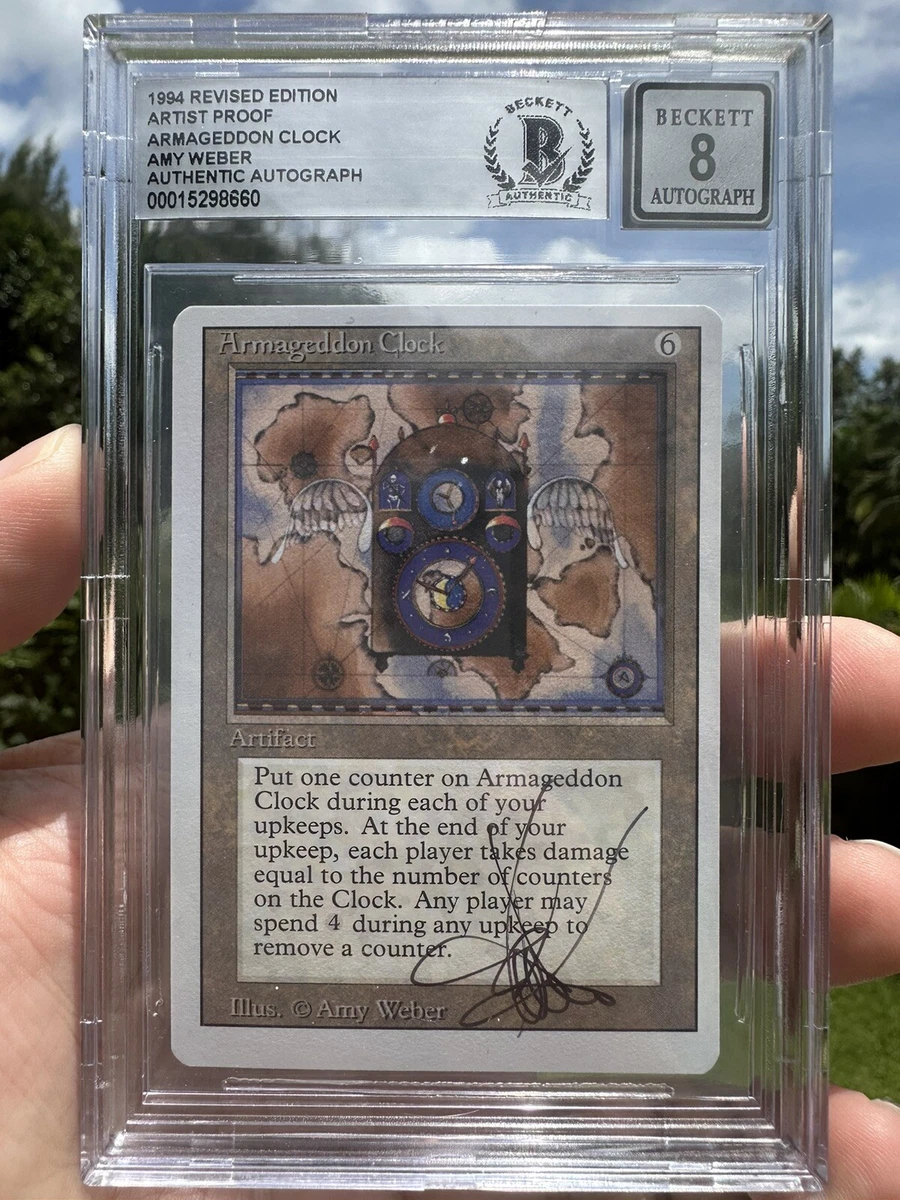 1994 REVISED EDITION
ARTIST PROOF
ARMAGEDDON CLOCK
AMY WEBER
AUTHENTIC AUTOGRAPH
00015298660
BECKETT
B
AUTHENTIC
BECKETT
8
AUTOGRAPH
Armageddon Clock 6
Artifact
Put one counter on Armageddon
Clock during each of your
upkeeps. At the end of your
upkeep, each player takes damage
equal to the number of counters
on the Clock. Any player may
spend 4 during any upkeep to
remove a counter.
Illus. © Amy Weber